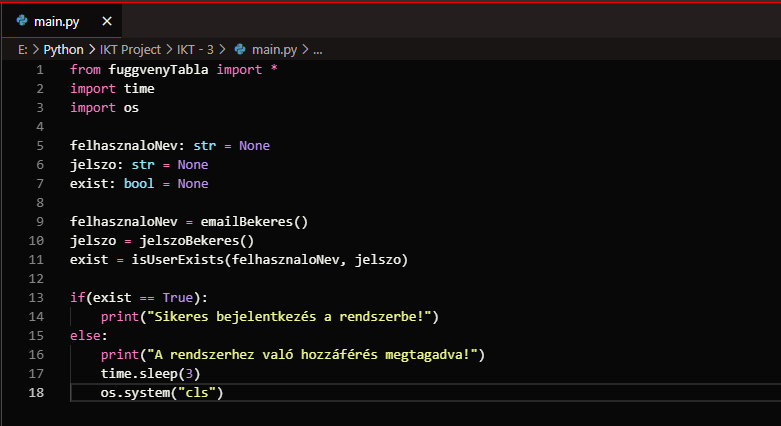 main.py ×
E: > Python > IKT Project > IKT - 3 > main.py > ...
1 from fuggvenyTabla import *
2 import time
3 import os
4
5 felhasznaloNev: str = None
6 jelszo: str = None
7 exist: bool = None
8
9 felhasznaloNev = emailBekeres()
10 jelszo = jelszoBekeres()
11 exist = isUserExists(felhasznaloNev, jelszo)
12
13 if(exist == True):
14     print("Sikeres bejelentkezés a rendszerbe!")
15 else:
16     print("A rendszerhez való hozzáférés megtagadva!")
17     time.sleep(3)
18     os.system("cls")